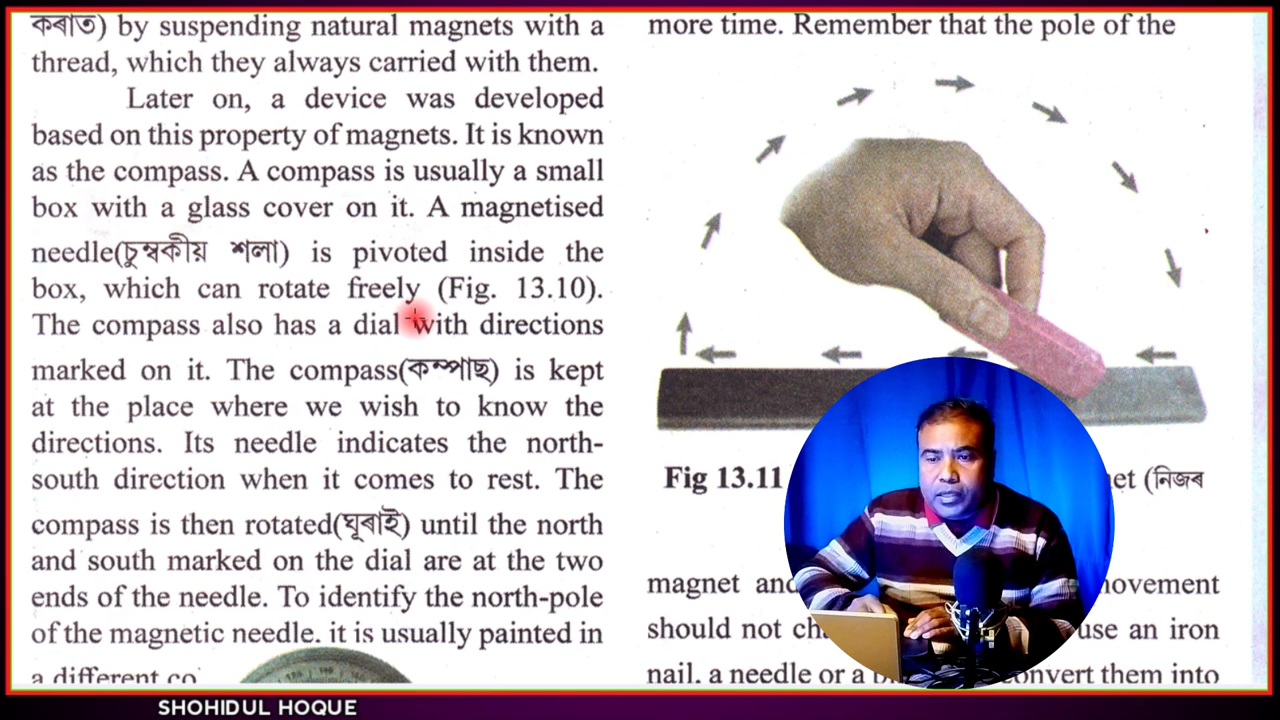 কৰাত) by suspending natural magnets with a
thread, which they always carried with them.
Later on, a device was developed
based on this property of magnets. It is known
as the compass. A compass is usually a small
box with a glass cover on it. A magnetised
needle(চুম্বকীয় শলা) is pivoted inside the
box, which can rotate freely (Fig. 13.10).
The compass also has a dial with directions
marked on it. The compass(কম্পাছ) is kept
at the place where we wish to know the
directions. Its needle indicates the north-
south direction when it comes to rest. The
compass is then rotated(ঘূৰাই) until the north
and south marked on the dial are at the two
ends of the needle. To identify the north-pole
of the magnetic needle. it is usually painted in
a different co
more time. Remember that the pole of the
Fig 13.11 net (নিজৰ
magnet and movement
should not ch use an iron
nail. a needle or a convert them into
SHOHIDUL HOQUE